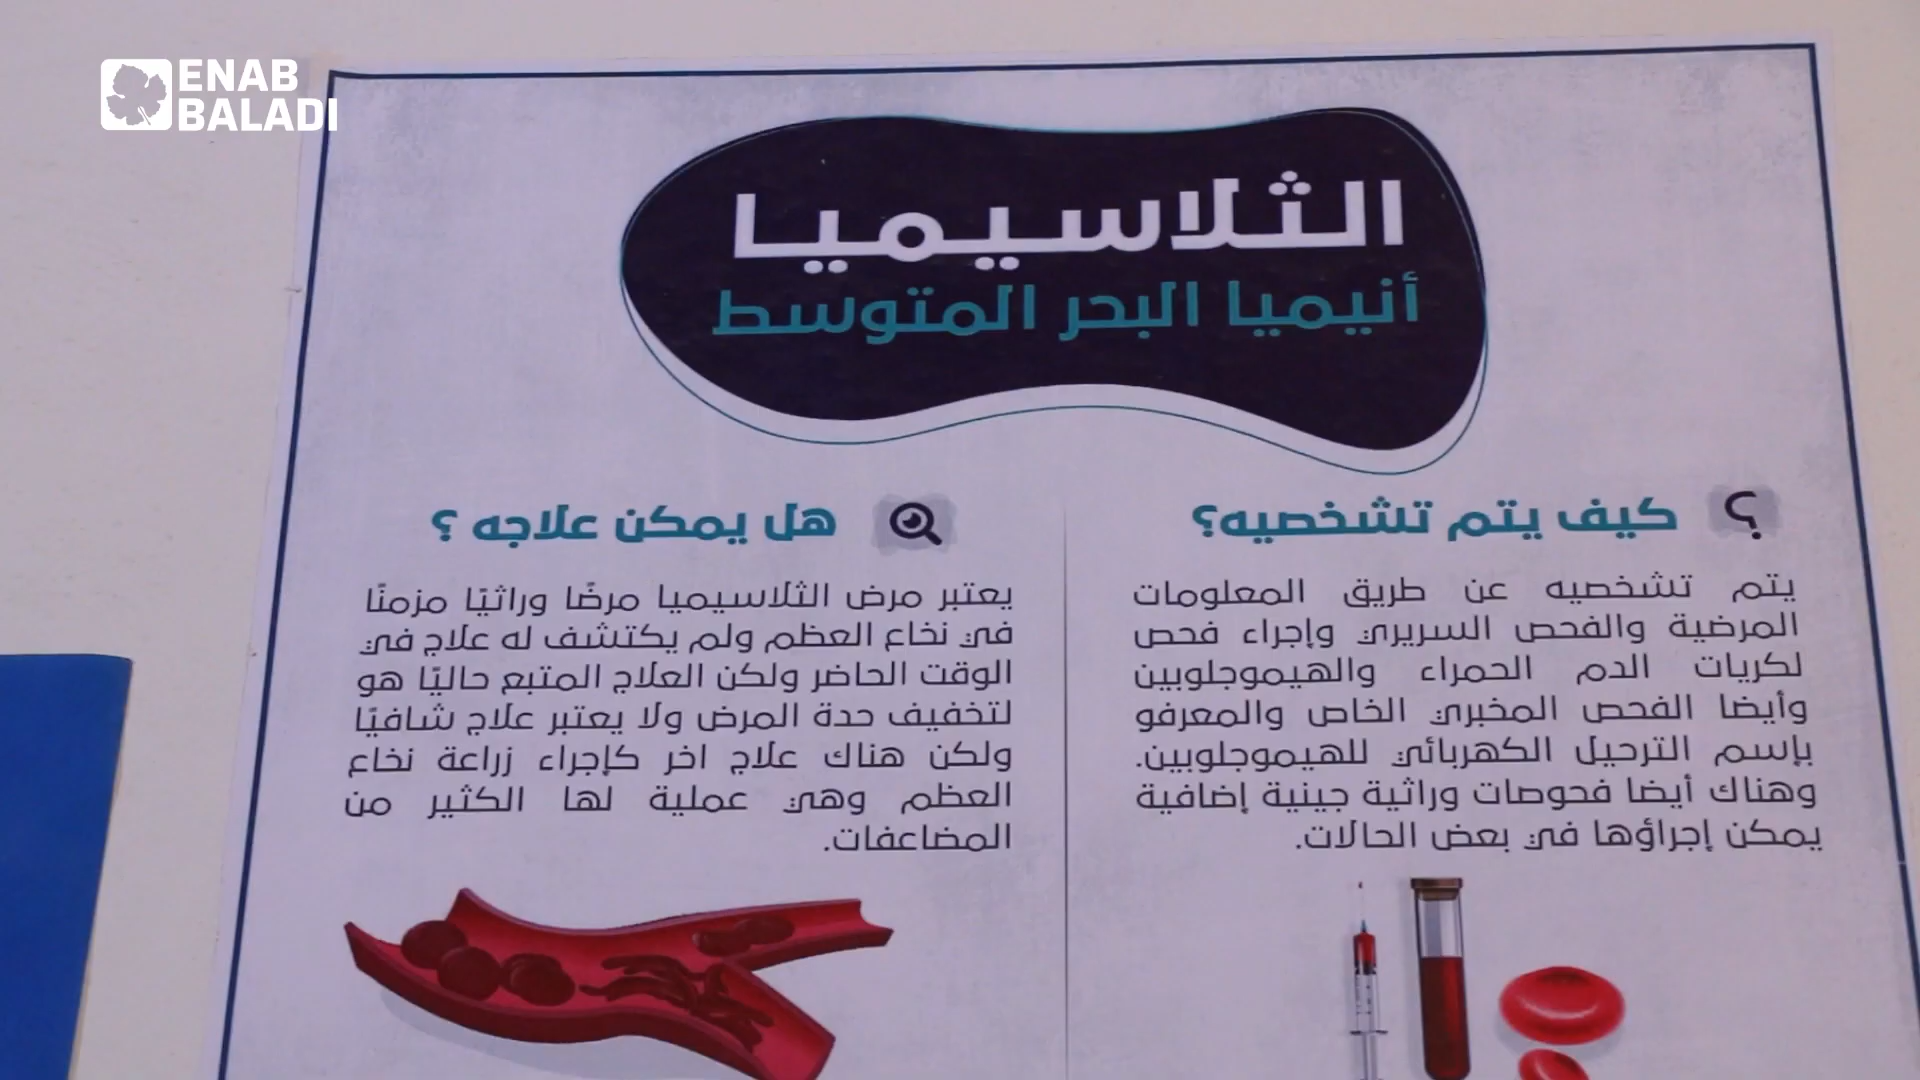 ENAB
BALADI
الثلاسيميا
أنيميا البحر المتوسط
؟
كيف يتم تشخصيه؟
يتم تشخصيه عن طريق المعلومات
المرضية والفحص السريري وإجراء فحص
لكريات الدم الحمراء والهيموجلوبين
وأيضا الفحص المخبري الخاص والمعرفو
بإسم الترحيل الكهربائي للهيموجلوبين.
وهناك أيضا فحوصات وراثية جينية إضافية
يمكن إجراؤها في بعض الحالات.
هل يمكن علاجه ؟
يعتبر مرض الثلاسيميا مرضًا وراثيًا مزمنًا
في نخاع العظم ولم يكتشف له علاج في
الوقت الحاضر ولكن العلاج المتبع حاليًا هو
لتخفيف حدة المرض ولا يعتبر علاج شافيًا
ولكن هناك علاج اخر كإجراء زراعة نخاع
العظم وهي عملية لها الكثير من
المضاعفات.